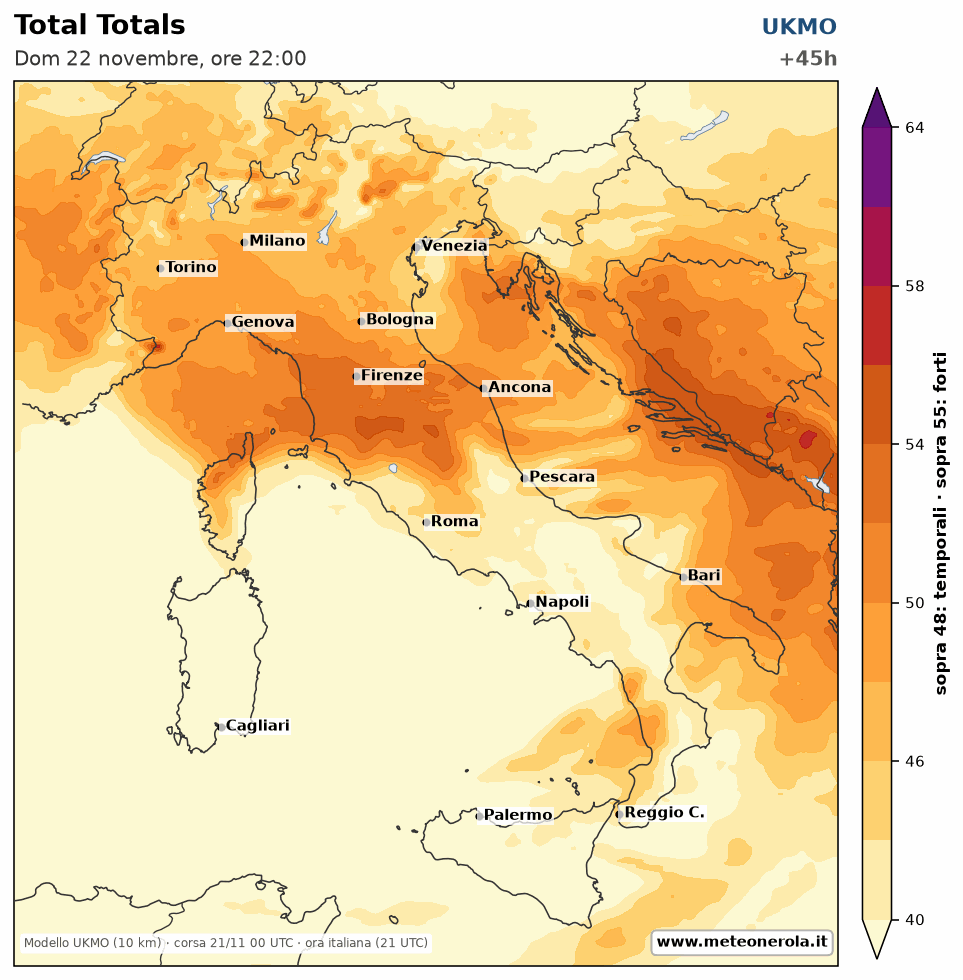 Total Totals
UKMO
Dom 22 novembre, ore 22:00
+45h
64
58
54
50
46
40
sopra 48: temporali · sopra 55: forti
Milano
Venezia
Torino
Genova
Bologna
Firenze
Ancona
Pescara
Roma
Bari
Napoli
Cagliari
Palermo
Reggio C.
Modello UKMO (10 km) · corsa 21/11 00 UTC · ora italiana (21 UTC)
www.meteonerola.it